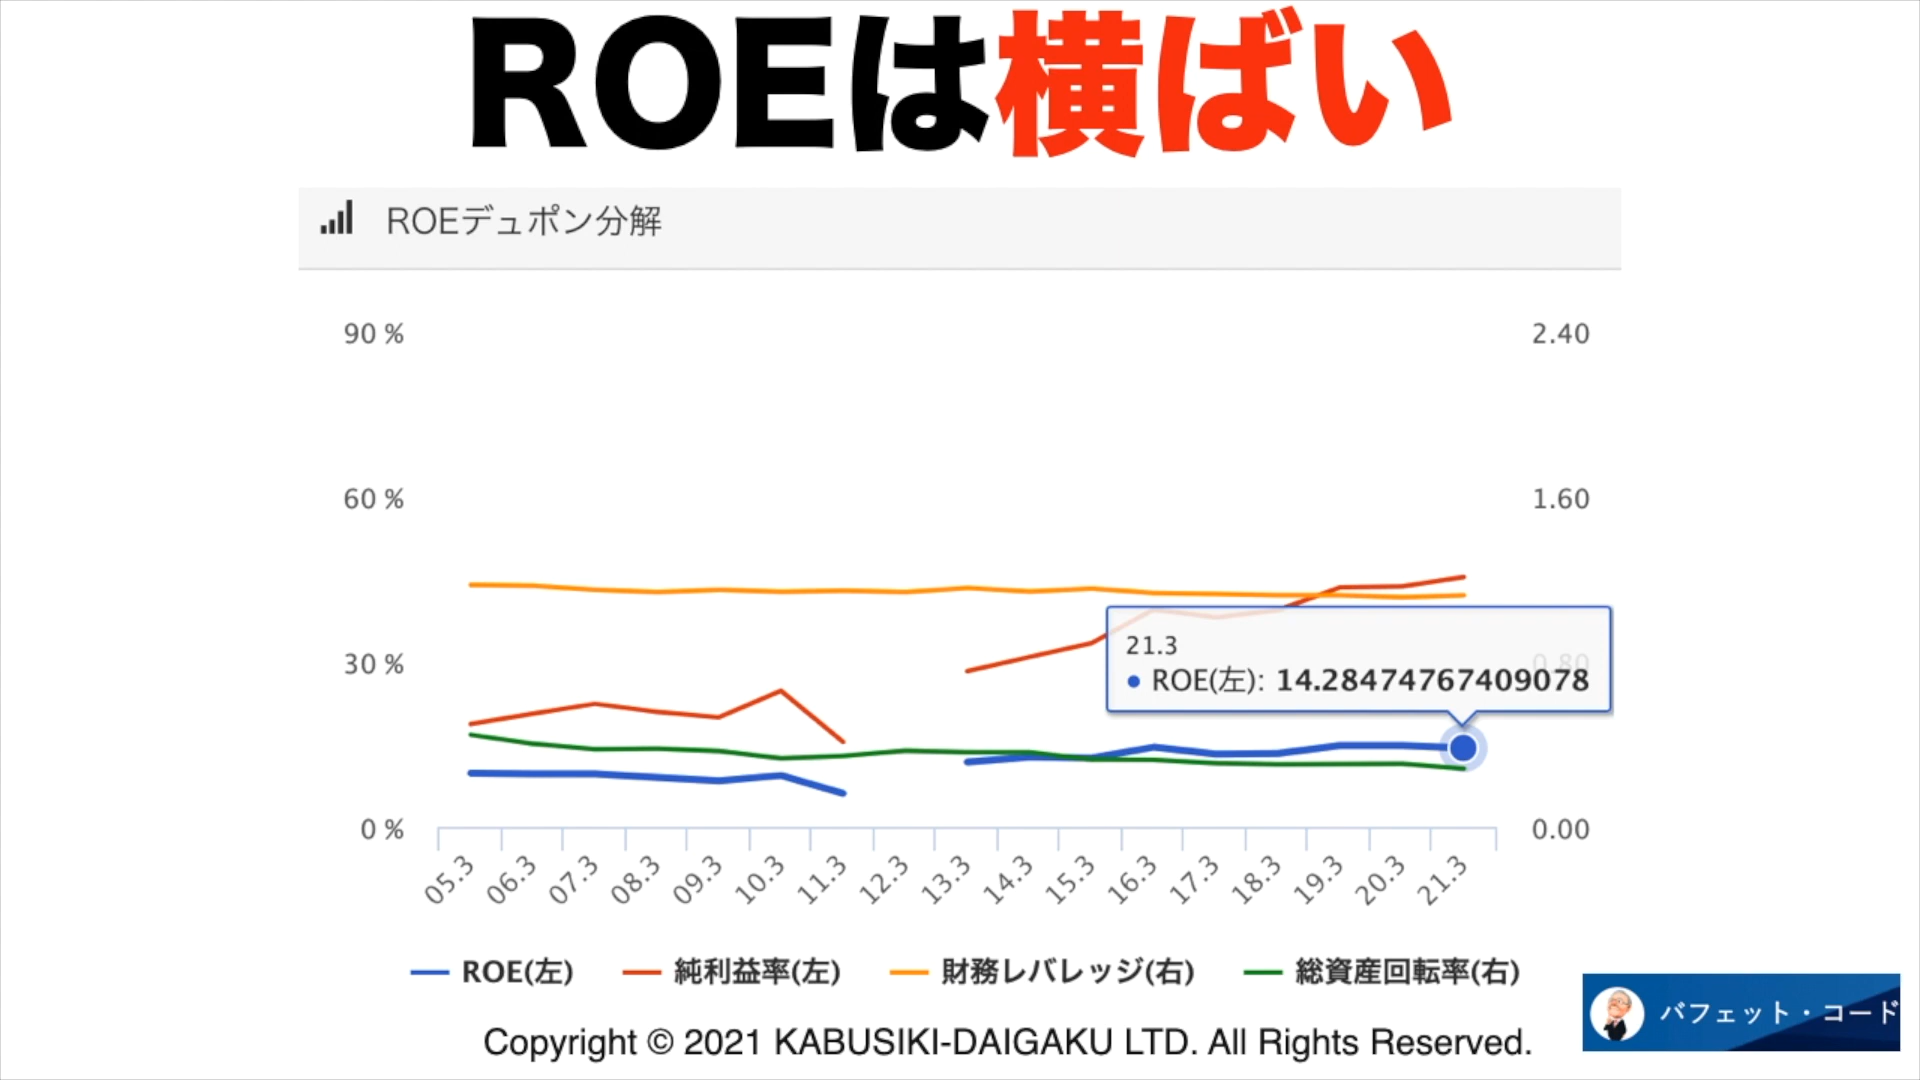 ROEは横ばい
ROEデュポン分解
90 %
2.40
60 %
1.60
30 %
0.80
0 %
0.00
21.3
ROE(左): 14.28474767409078
05.3 06.3 07.3 08.3 09.3 10.3 11.3 12.3 13.3 14.3 15.3 16.3 17.3 18.3 19.3 20.3 21.3
ROE(左) 純利益率(左) 財務レバレッジ(右) 総資産回転率(右)
バフェット・コード
Copyright © 2021 KABUSIKI-DAIGAKU LTD. All Rights Reserved.